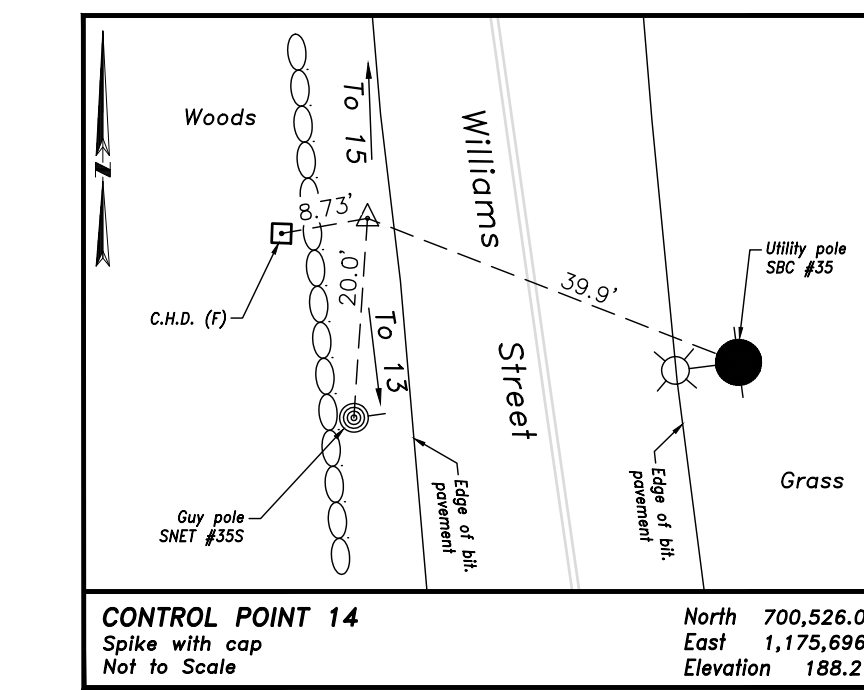 Woods
To 15
Williams
Street
8.73'
20.0'
39.9'
To 13
Utility pole
SBC #35
C.H.D. (F)
Guy pole
SNET #35S
Edge of bit.
pavement
Edge of bit.
pavement
Grass
N
CONTROL POINT 14
Spike with cap
Not to Scale
North 700,526.0
East 1,175,696
Elevation 188.2